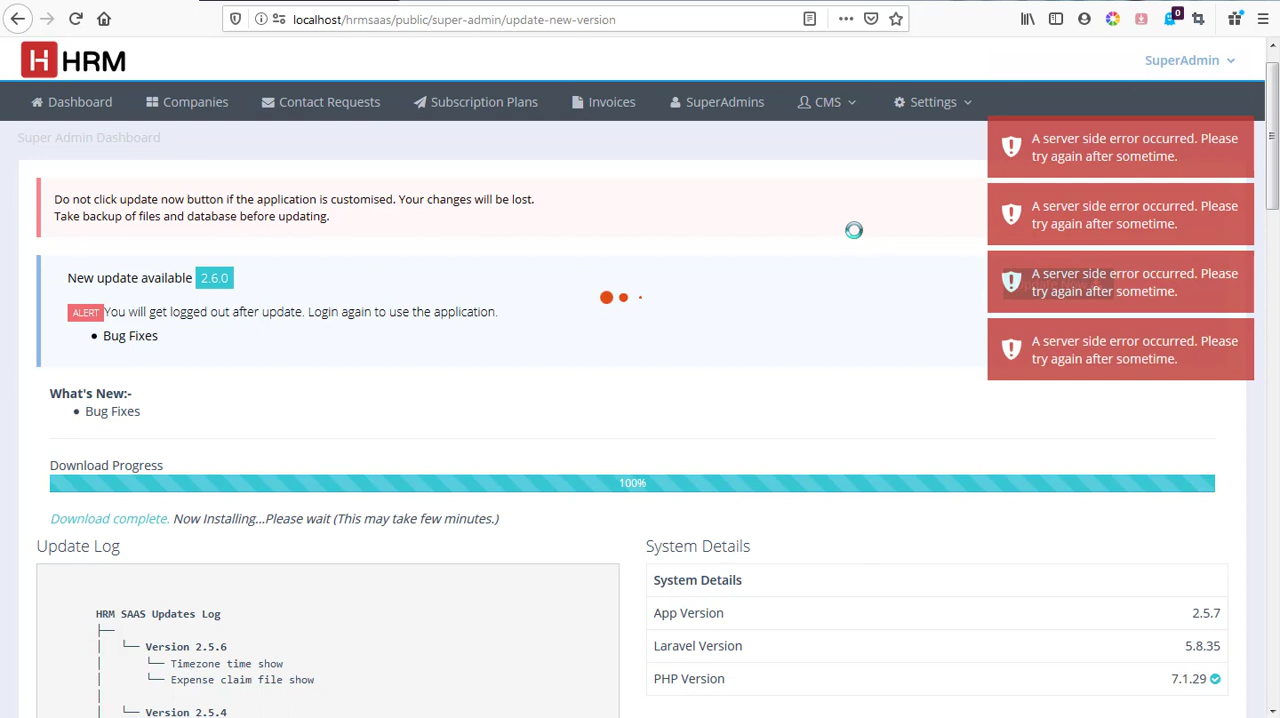 localhost/hrmsaas/public/super-admin/update-new-version
0
H HRM
SuperAdmin
Dashboard
Companies
Contact Requests
Subscription Plans
Invoices
SuperAdmins
CMS
Settings
Super Admin Dashboard
A server side error occurred. Please
try again after sometime.
A server side error occurred. Please
try again after sometime.
A server side error occurred. Please
try again after sometime.
A server side error occurred. Please
try again after sometime.
Do not click update now button if the application is customised. Your changes will be lost.
Take backup of files and database before updating.
New update available 2.6.0
ALERT You will get logged out after update. Login again to use the application.
• Bug Fixes
What's New:-
• Bug Fixes
Download Progress
100%
Download complete. Now Installing...Please wait (This may take few minutes.)
Update Log
HRM SAAS Updates Log
├──
│ └── Version 2.5.6
│ └── Timezone time show
│ └── Expense claim file show
│
│ └── Version 2.5.4
System Details
System Details
App Version 2.5.7
Laravel Version 5.8.35
PHP Version 7.1.29